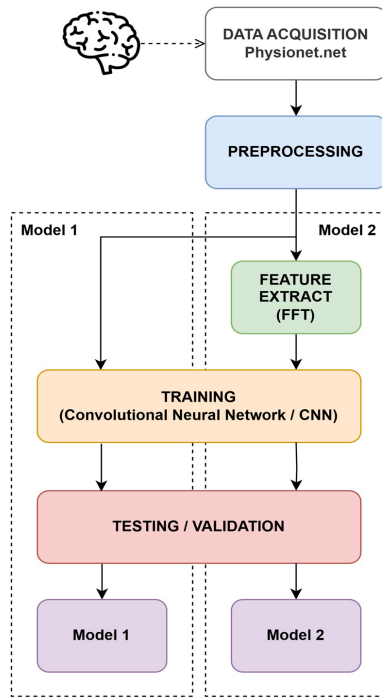 DATA ACQUISITION
Physionet.net
PREPROCESSING
Model 1
Model 2
FEATURE
EXTRACT
(FFT)
TRAINING
(Convolutional Neural Network / CNN)
TESTING / VALIDATION
Model 1
Model 2